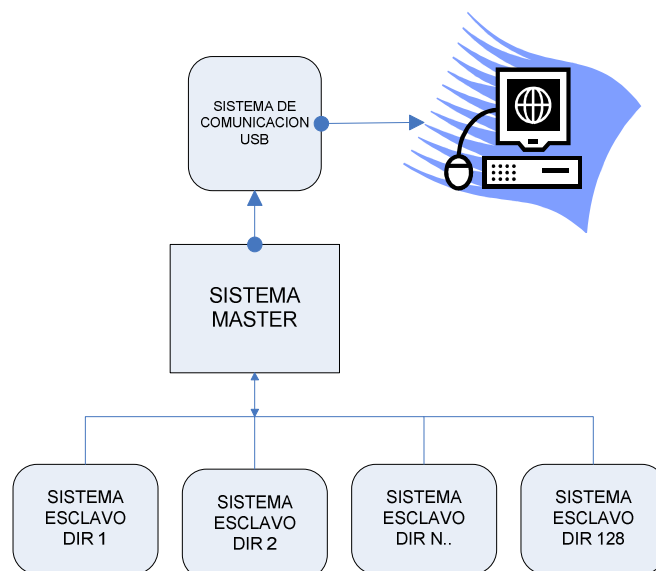 SISTEMA DE
COMUNICACION
USB
SISTEMA
MASTER
SISTEMA
ESCLAVO
DIR 1
SISTEMA
ESCLAVO
DIR 2
SISTEMA
ESCLAVO
DIR N..
SISTEMA
ESCLAVO
DIR 128